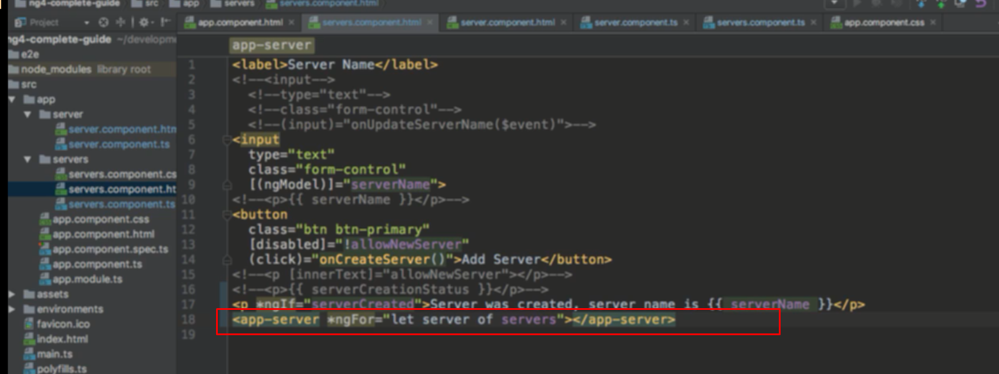 ng4-complete-guide src app servers servers.component.html
Project
app.component.html servers.component.html server.component.html server.component.ts servers.component.ts app.component.css
ng4-complete-guide ~/developme
e2e
node_modules library root
src
app
server
server.component.htm
server.component.ts
servers
servers.component.cs
servers.component.ht
servers.component.ts
app.component.css
app.component.html
app.component.spec.ts
app.component.ts
app.module.ts
assets
environments
favicon.ico
index.html
main.ts
polyfills.ts
app-server
1 <label>Server Name</label>
2 <!--<input-->
3 <!--type="text"-->
4 <!--class="form-control"-->
5 <!--(input)="onUpdateServerName($event)">-->
6 <input
7 type="text"
8 class="form-control"
9 [(ngModel)]="serverName">
10 <!--<p>{{ serverName }}</p>-->
11 <button
12 class="btn btn-primary"
13 [disabled]="!allowNewServer"
14 (click)="onCreateServer()">Add Server</button>
15 <!--<p [innerText]="allowNewServer"></p>-->
16 <!--<p>{{ serverCreationStatus }}</p>-->
17 <p *ngIf="serverCreated">Server was created, server name is {{ serverName }}</p>
18 <app-server *ngFor="let server of servers"></app-server>
19